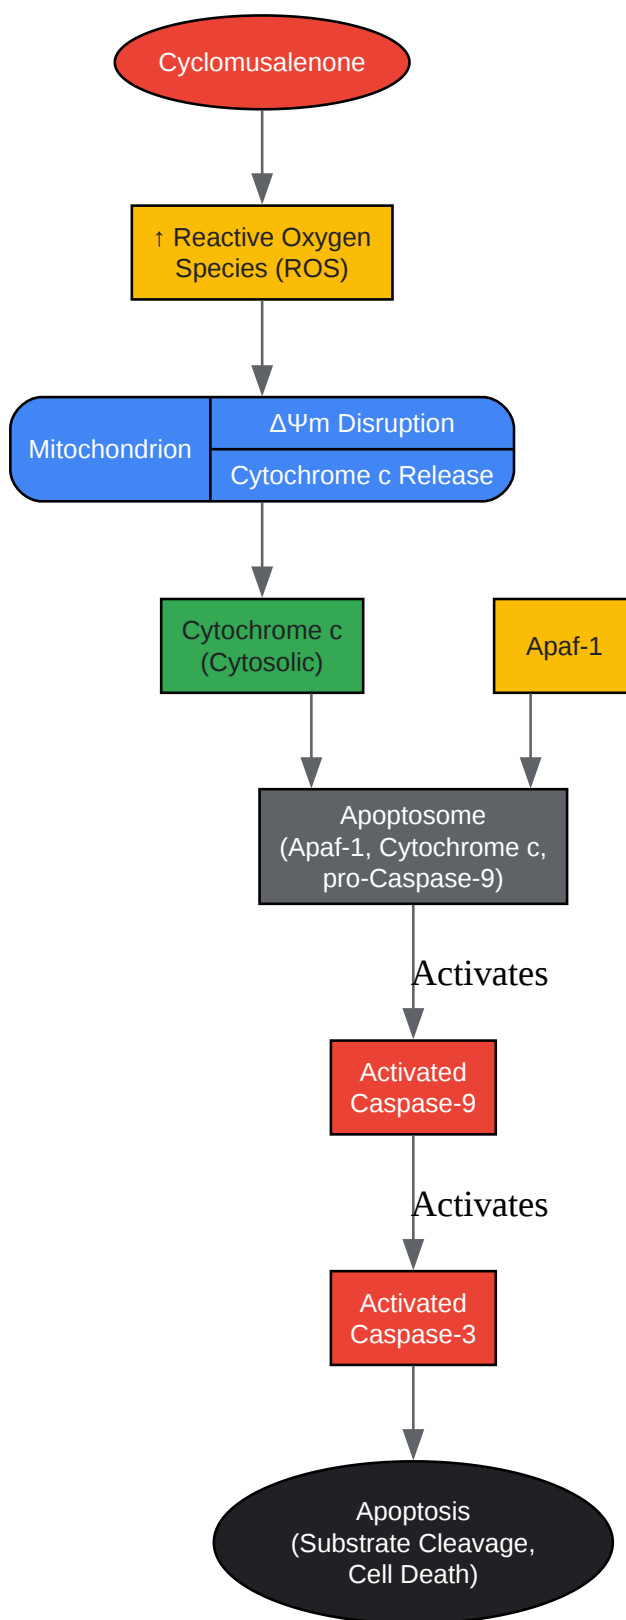 Cyclomusalenone
↑ Reactive Oxygen
Species (ROS)
Mitochondrion
ΔΨm Disruption
Cytochrome c Release
Cytochrome c
(Cytosolic)
Apaf-1
Apoptosome
(Apaf-1, Cytochrome c,
pro-Caspase-9)
Activates
Activated
Caspase-9
Activates
Activated
Caspase-3
Apoptosis
(Substrate Cleavage,
Cell Death)